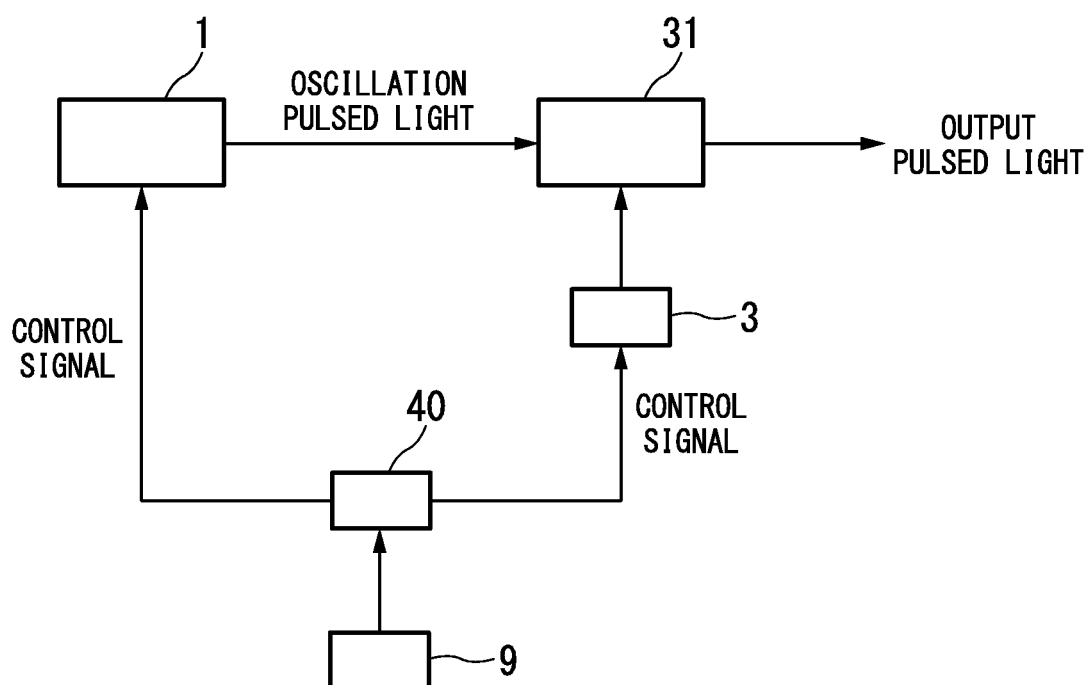 1
31
OSCILLATION
PULSED LIGHT
OUTPUT
PULSED LIGHT
3
CONTROL
SIGNAL
40
CONTROL
SIGNAL
9